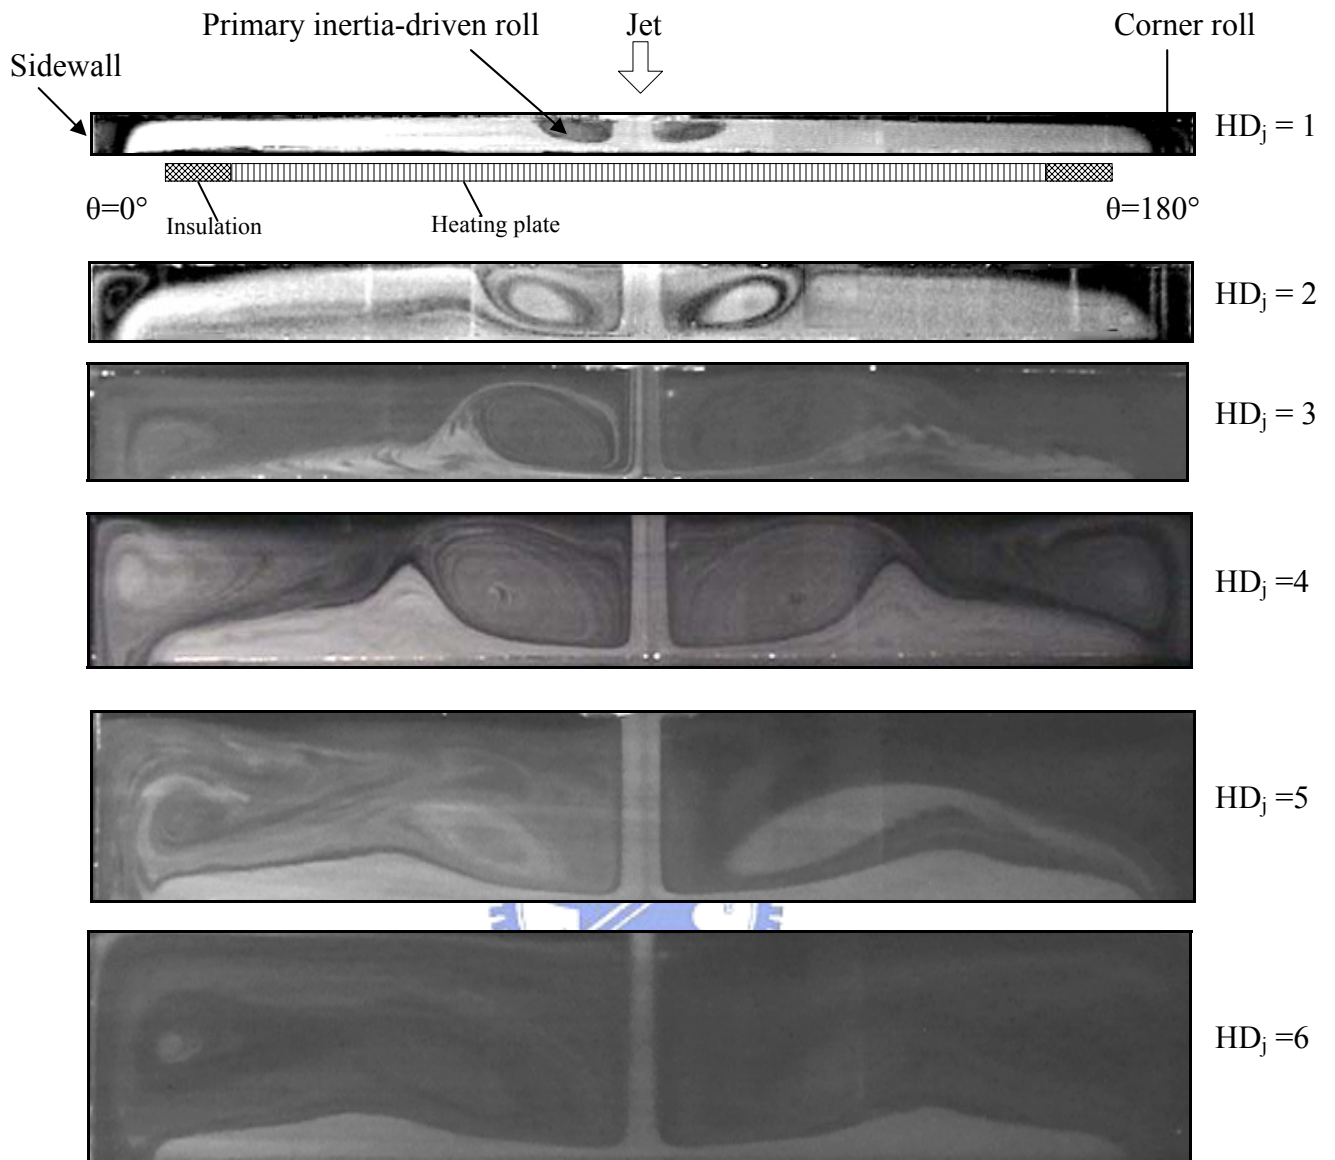 Primary inertia-driven roll
Jet
Corner roll
Sidewall
HDj = 1
θ=0°
Insulation
Heating plate
θ=180°
HDj = 2
HDj = 3
HDj =4
HDj =5
HDj =6